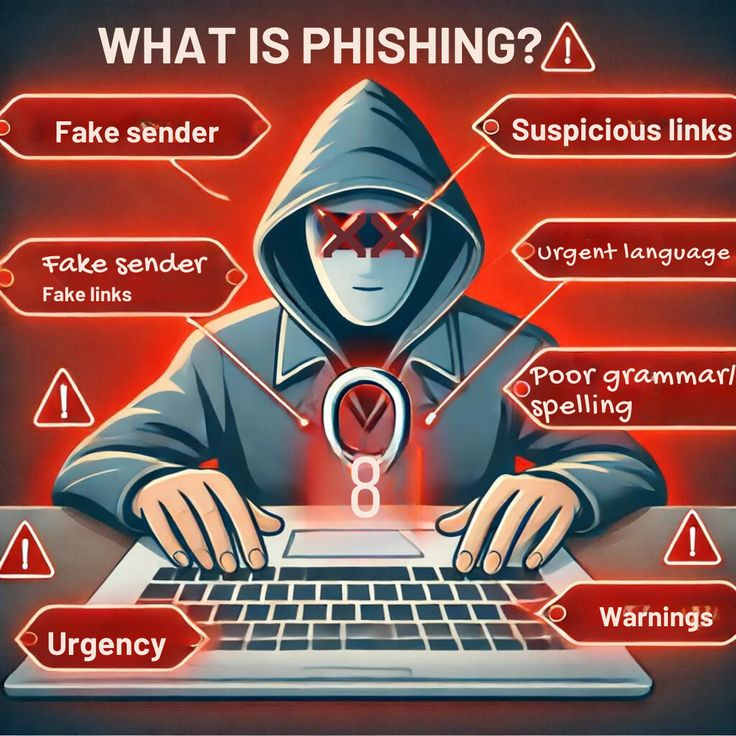 WHAT IS PHISHING?
Fake sender
Suspicious links
Fake sender
Fake links
Urgent language
Poor grammar/
spelling
8
Urgency
Warnings